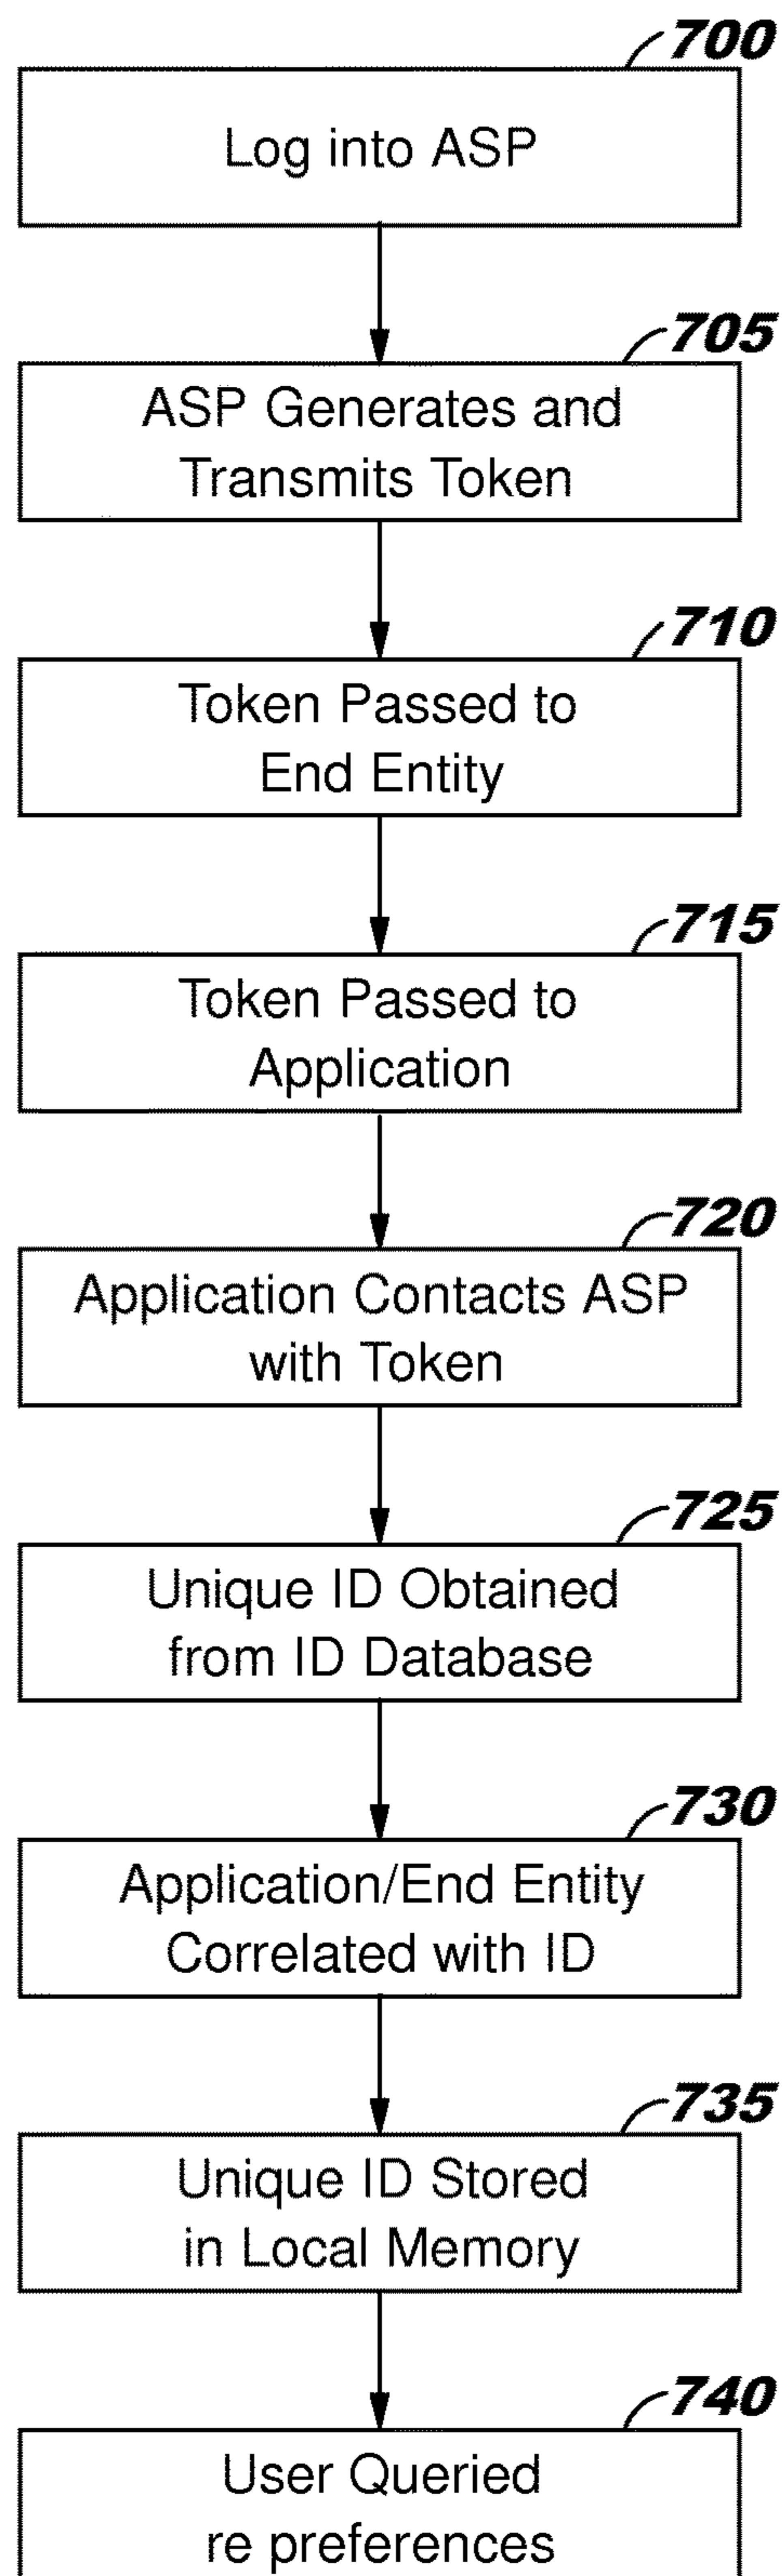 700
Log into ASP
705
ASP Generates and
Transmits Token
710
Token Passed to
End Entity
715
Token Passed to
Application
720
Application Contacts ASP
with Token
725
Unique ID Obtained
from ID Database
730
Application/End Entity
Correlated with ID
735
Unique ID Stored
in Local Memory
740
User Queried
re preferences